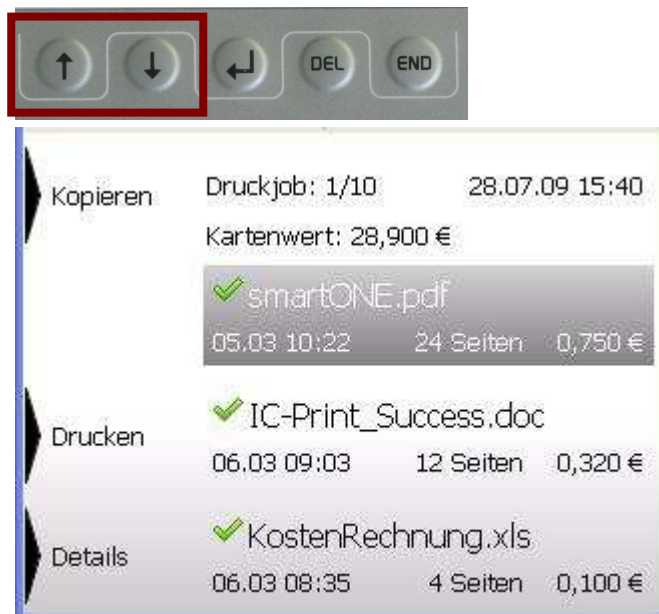 ↑ ↓ ↵ DEL END
Kopieren
Druckjob: 1/10 28.07.09 15:40
Kartenwert: 28,900 €
smartONE.pdf
05.03 10:22 24 Seiten 0,750 €
Drucken
IC-Print_Success.doc
06.03 09:03 12 Seiten 0,320 €
Details
KostenRechnung.xls
06.03 08:35 4 Seiten 0,100 €